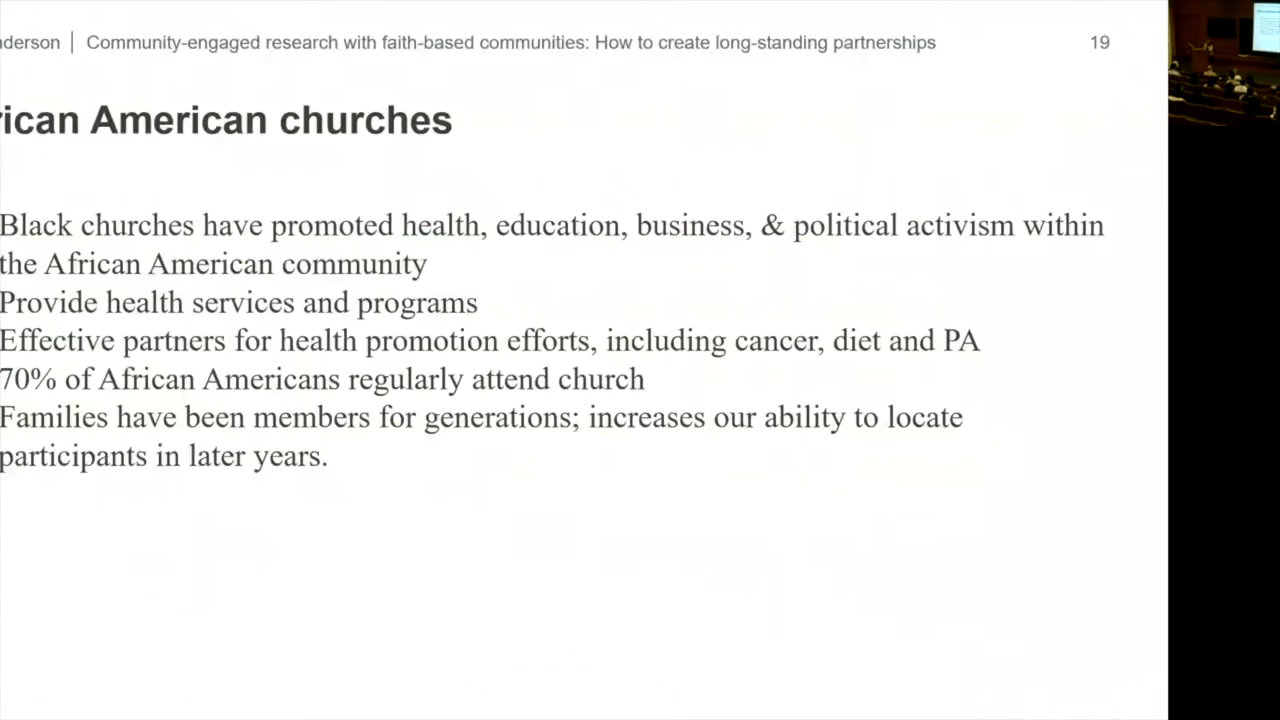 nderson | Community-engaged research with faith-based communities: How to create long-standing partnerships 19
rican American churches
Black churches have promoted health, education, business, & political activism within
the African American community
Provide health services and programs
Effective partners for health promotion efforts, including cancer, diet and PA
70% of African Americans regularly attend church
Families have been members for generations; increases our ability to locate
participants in later years.